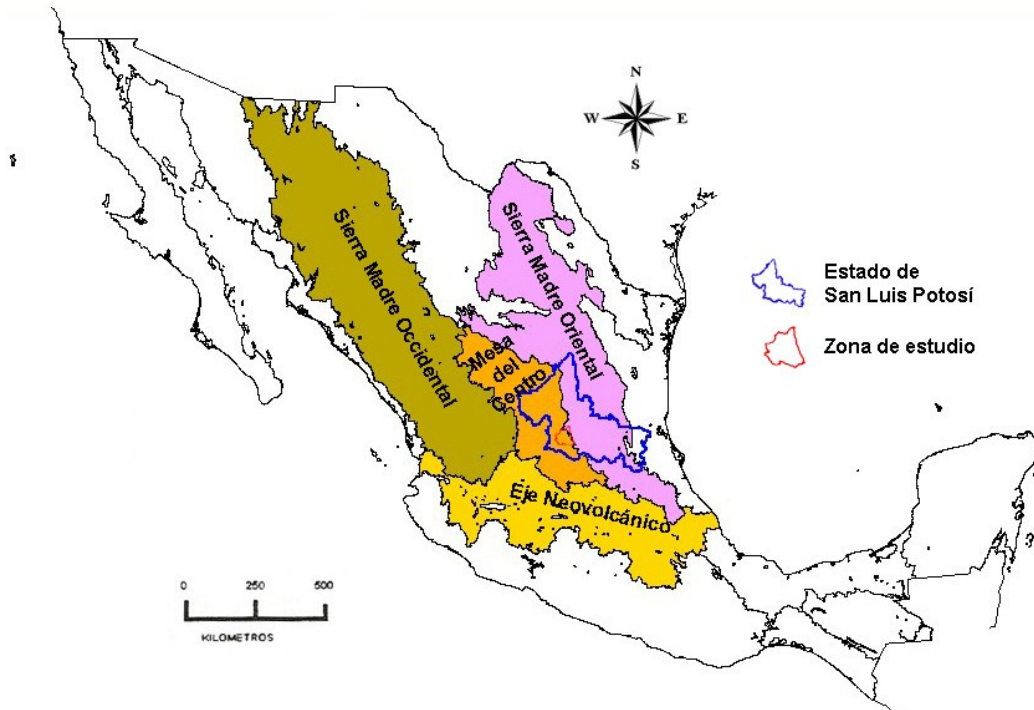 N
W E
S
Sierra Madre Occidental
Sierra Madre Oriental
Mesa
del
Centro
Eje Neovolcánico
Estado de
San Luis Potosí
Zona de estudio
0 250 500
KILOMETROS